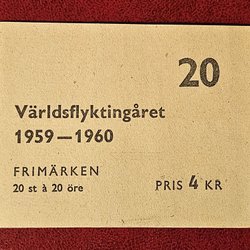 20
Världsflyktingåret
1959—1960
FRIMÄRKEN
20 st à 20 öre
PRIS 4 KR